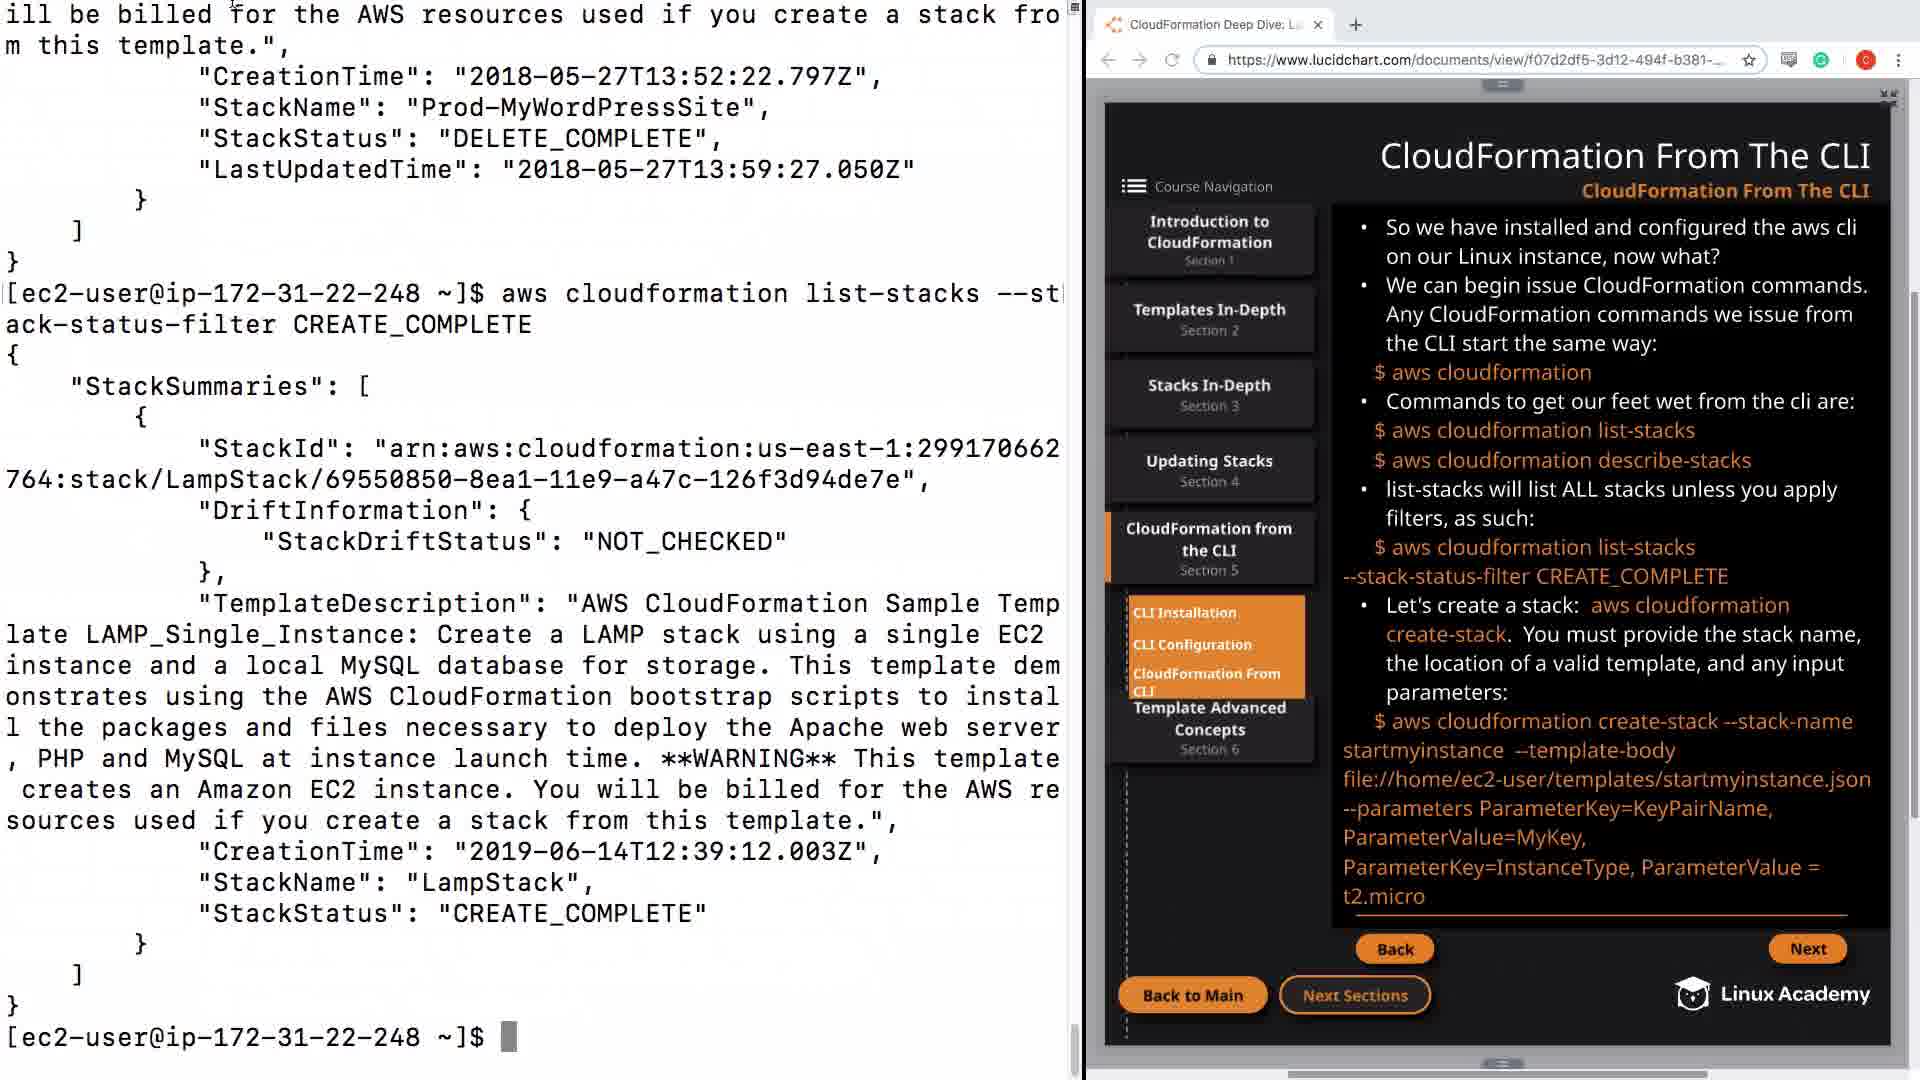 ill be billed for the AWS resources used if you create a stack fro
m this template.",
"CreationTime": "2018-05-27T13:52:22.797Z",
"StackName": "Prod-MyWordPressSite",
"StackStatus": "DELETE_COMPLETE",
"LastUpdatedTime": "2018-05-27T13:59:27.050Z"
}
]
}
[ec2-user@ip-172-31-22-248 ~]$ aws cloudformation list-stacks --st
ack-status-filter CREATE_COMPLETE
{
"StackSummaries": [
{
"StackId": "arn:aws:cloudformation:us-east-1:299170662
764:stack/LampStack/69550850-8ea1-11e9-a47c-126f3d94de7e",
"DriftInformation": {
"StackDriftStatus": "NOT_CHECKED"
},
"TemplateDescription": "AWS CloudFormation Sample Temp
late LAMP_Single_Instance: Create a LAMP stack using a single EC2
instance and a local MySQL database for storage. This template dem
onstrates using the AWS CloudFormation bootstrap scripts to instal
l the packages and files necessary to deploy the Apache web server
, PHP and MySQL at instance launch time. **WARNING** This template
creates an Amazon EC2 instance. You will be billed for the AWS re
sources used if you create a stack from this template.",
"CreationTime": "2019-06-14T12:39:12.003Z",
"StackName": "LampStack",
"StackStatus": "CREATE_COMPLETE"
}
]
}
[ec2-user@ip-172-31-22-248 ~]$
CloudFormation Deep Dive: La
https://www.lucidchart.com/documents/view/f07d2df5-3d12-494f-b381-...
C
CloudFormation From The CLI
CloudFormation From The CLI
Course Navigation
Introduction to
CloudFormation
Section 1
Templates In-Depth
Section 2
Stacks In-Depth
Section 3
Updating Stacks
Section 4
CloudFormation from
the CLI
Section 5
CLI Installation
CLI Configuration
CloudFormation From
CLI
Template Advanced
Concepts
Section 6
• So we have installed and configured the aws cli
on our Linux instance, now what?
• We can begin issue CloudFormation commands.
Any CloudFormation commands we issue from
the CLI start the same way:
$ aws cloudformation
• Commands to get our feet wet from the cli are:
$ aws cloudformation list-stacks
$ aws cloudformation describe-stacks
• list-stacks will list ALL stacks unless you apply
filters, as such:
$ aws cloudformation list-stacks
--stack-status-filter CREATE_COMPLETE
• Let's create a stack: aws cloudformation
create-stack. You must provide the stack name,
the location of a valid template, and any input
parameters:
$ aws cloudformation create-stack --stack-name
startmyinstance --template-body
file://home/ec2-user/templates/startmyinstance.json
--parameters ParameterKey=KeyPairName,
ParameterValue=MyKey,
ParameterKey=InstanceType, ParameterValue =
t2.micro
Back
Next
Back to Main
Next Sections
Linux Academy